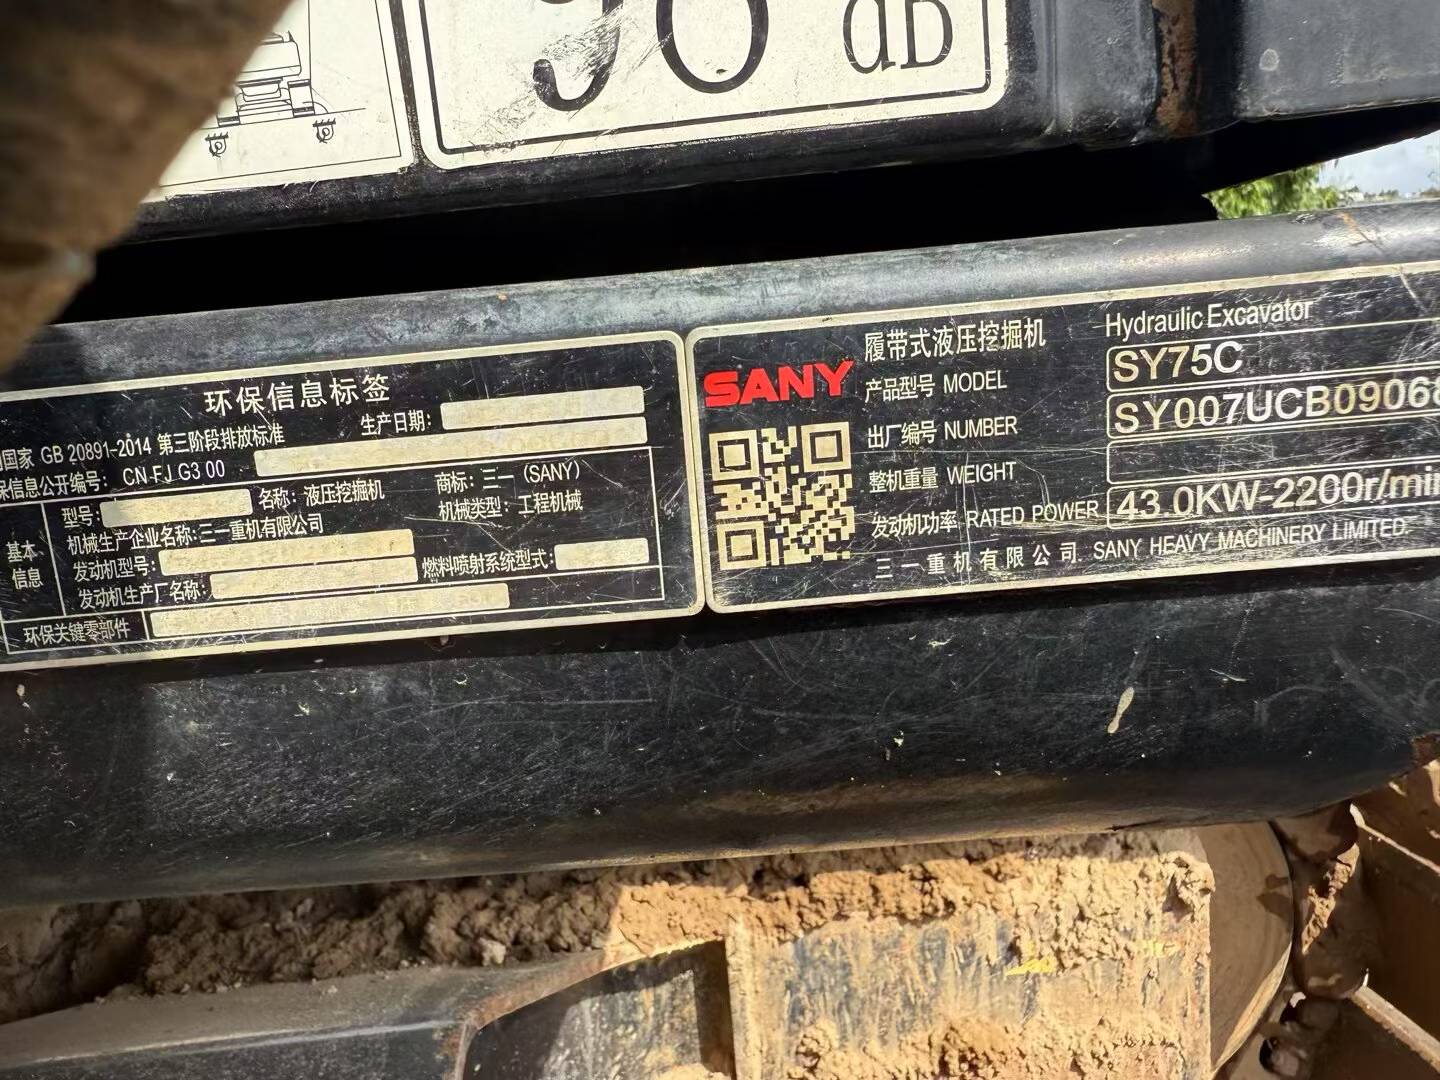 dB
环保信息标签
国家 GB 20891-2014 第三阶段排放标准
生产日期:
保信息公开编号: CN FJ G3 00
基本信息
型号:
名称: 液压挖掘机
商标: 三一 (SANY)
机械类型: 工程机械
机械生产企业名称:三一重机有限公司
发动机型号:
燃料喷射系统型式:
发动机生产厂名称:
环保关键零部件
SANY
履带式液压挖掘机 Hydraulic Excavator
产品型号 MODEL SY75C
出厂编号 NUMBER SY007UCB09068
整机重量 WEIGHT
发动机功率 RATED POWER 43.0KW-2200r/min
三一重机有限公司 SANY HEAVY MACHINERY LIMITED.